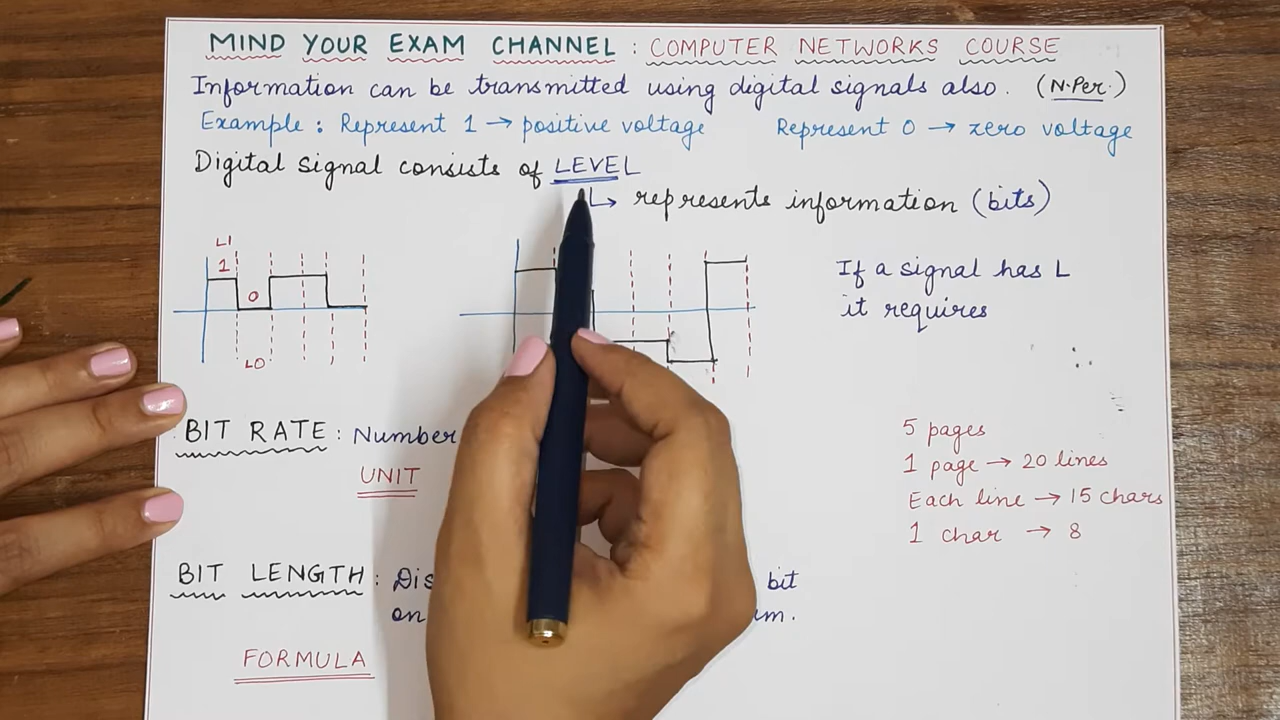 MIND YOUR EXAM CHANNEL : COMPUTER NETWORKS COURSE
Information can be transmitted using digital signals also. (N.Per.)
Example : Represent 1 → positive voltage Represent 0 → zero voltage
Digital signal consists of LEVEL
↳ represents information (bits)
L1
1
0
L0
If a signal has L
it requires
BIT RATE : Number
UNIT
5 pages
1 page → 20 lines
Each line → 15 chars
1 char → 8
BIT LENGTH : Dis bit
on um.
FORMULA